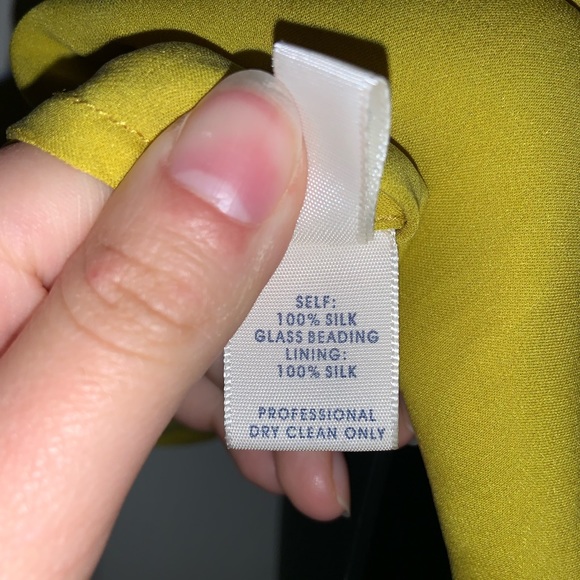 SELF:
100% SILK
GLASS BEADING
LINING:
100% SILK
PROFESSIONAL
DRY CLEAN ONLY